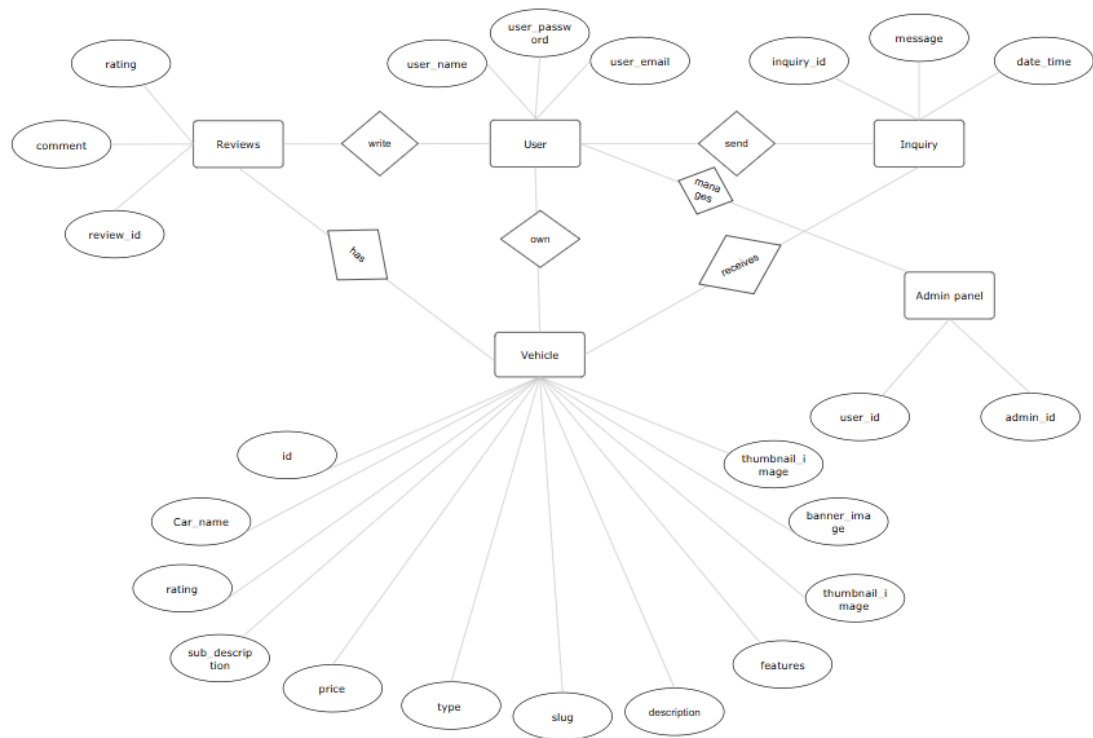 user_passw
ord
message
rating
user_name
user_email
inquiry_id
date_time
comment
Reviews
write
User
send
Inquiry
mana
ges
review_id
has
own
receives
Admin panel
Vehicle
user_id
admin_id
id
thumbnail_i
mage
Car_name
banner_ima
ge
rating
thumbnail_i
mage
sub_descrip
tion
features
price
type
slug
description